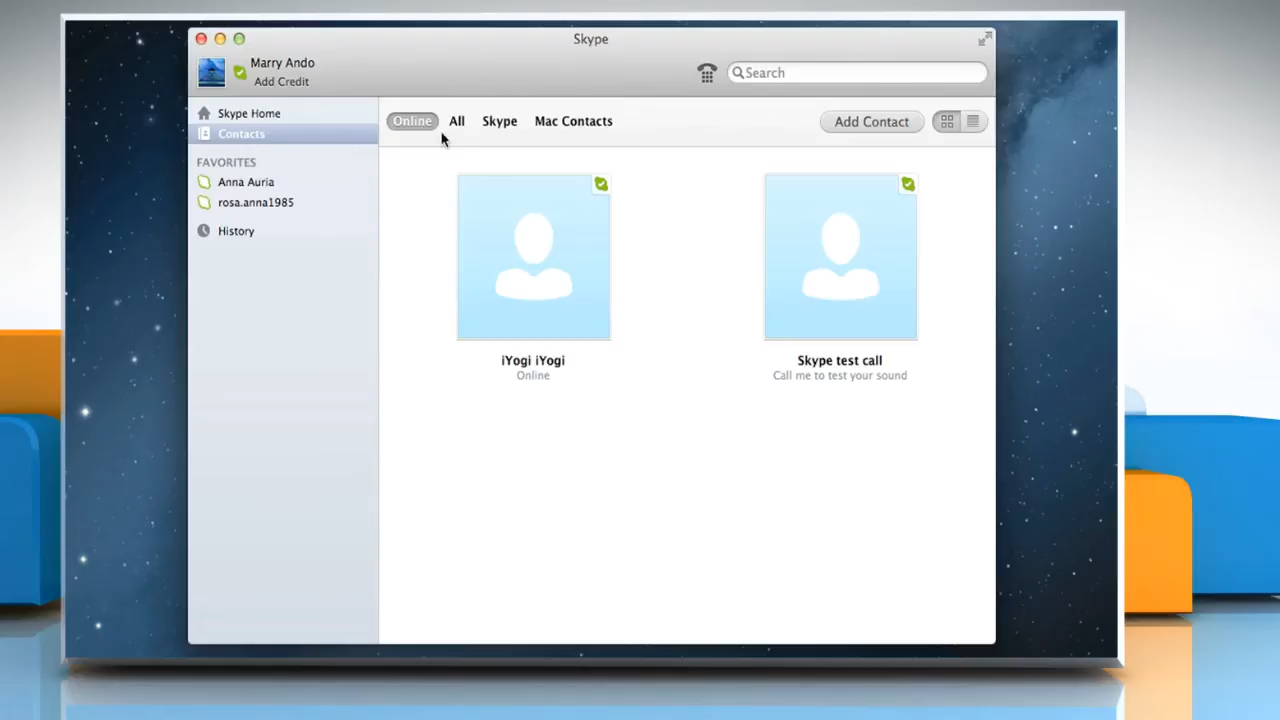 Skype
Marry Ando
Add Credit
Search
Skype Home
Contacts
FAVORITES
Anna Auria
rosa.anna1985
History
Online All Skype Mac Contacts
Add Contact
iYogi iYogi
Online
Skype test call
Call me to test your sound